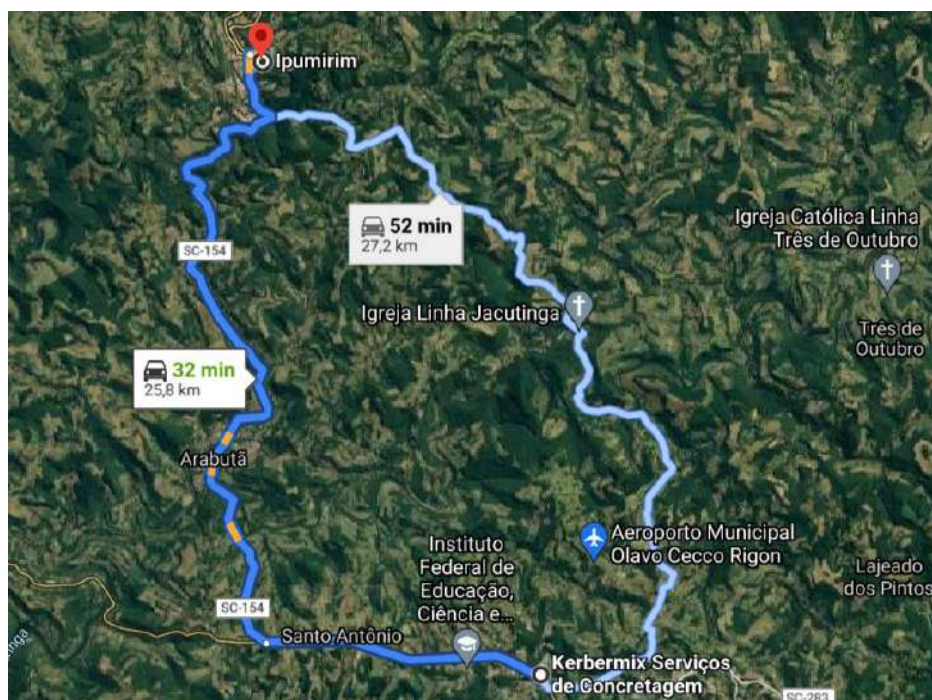 Ipumirim
52 min
27,2 km
Igreja Católica Linha
Três de Outubro
SC-154
Igreja Linha Jacutinga
Três de
Outubro
32 min
25,8 km
Arabutã
Aeroporto Municipal
Olavo Cecco Rigon
Instituto
Federal de
Educação,
Ciência e...
Lajeado
dos Pintos
SC-154
Santo Antônio
Kerbermix Serviços
de Concretagem
SC-283